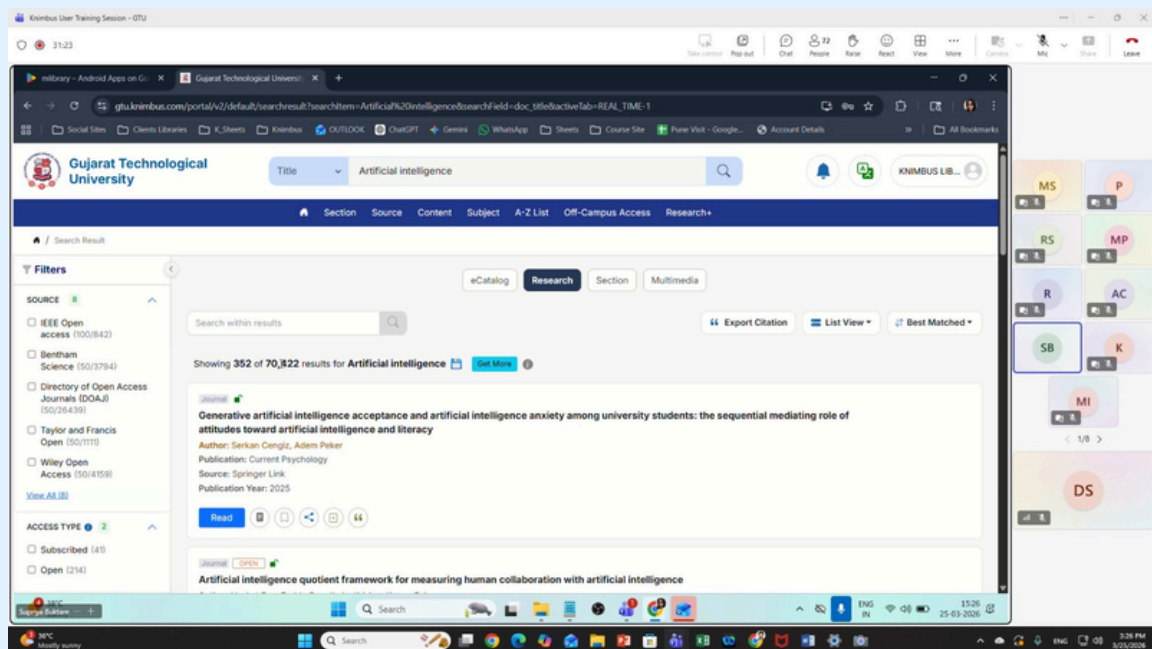 Knimbus User Training Session - GTU
31:23
Take control
Pop out
Chat
72
People
Raise
React
View
More
Camera
Mic
Share
Leave
mlibrary – Android Apps on Go
Gujarat Technological Universit
gtu.knimbus.com/portal/v2/default/searchresult?searchItem=Artificial%20intelligence&searchField=doc_title&activeTab=REAL_TIME-1
Social Sites
Clients Libraries
K_Sheets
Knimbus
OUTLOOK
ChatGPT
Gemini
WhatsApp
Sheets
Course Site
Pune Visit - Google...
Account Details
All Bookmarks
Gujarat Technological
University
Title
Artificial intelligence
KNIMBUS LIB...
Section
Source
Content
Subject
A-Z List
Off-Campus Access
Research+
/ Search Result
Filters
SOURCE 8
IEEE Open
access (100/842)
Bentham
Science (50/3794)
Directory of Open Access
Journals (DOAJ)
(50/26439)
Taylor and Francis
Open (50/1111)
Wiley Open
Access (50/4159)
View All (8)
ACCESS TYPE 2
Subscribed (41)
Open (214)
eCatalog
Research
Section
Multimedia
Search within results
Export Citation
List View
Best Matched
Showing 352 of 70,422 results for Artificial intelligence
Get More
Journal
Generative artificial intelligence acceptance and artificial intelligence anxiety among university students: the sequential mediating role of
attitudes toward artificial intelligence and literacy
Author: Serkan Cengiz, Adem Peker
Publication: Current Psychology
Source: Springer Link
Publication Year: 2025
Read
Journal OPEN
Artificial intelligence quotient framework for measuring human collaboration with artificial intelligence
MS
P
RS
MP
R
AC
SB
K
MI
1/8
DS
Search
ENG
IN
15:26
25-03-2026
36°C
Mostly sunny
Search
ENG
3:26 PM
3/25/2026